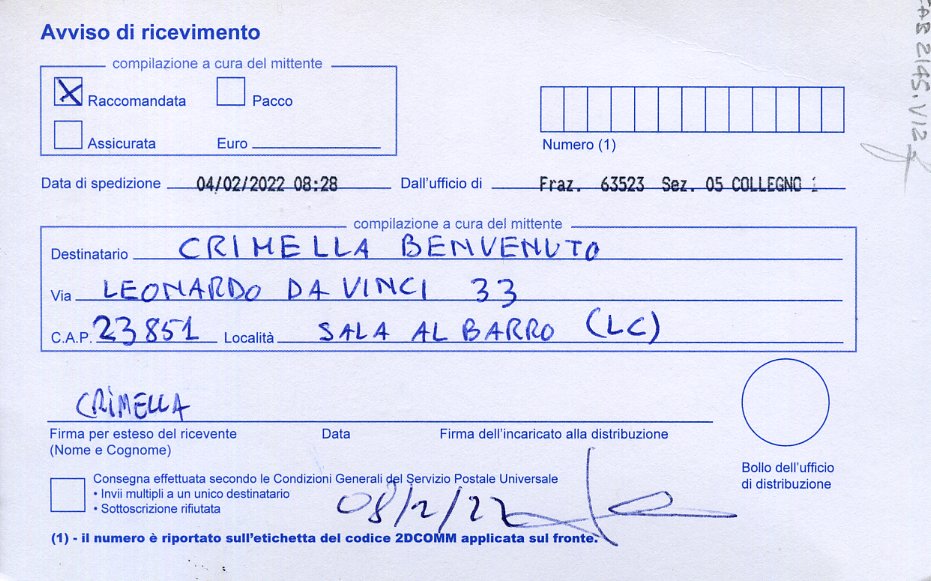 Avviso di ricevimento
compilazione a cura del mittente
Raccomandata Pacco
Assicurata Euro
Numero (1)
Data di spedizione 04/02/2022 08:28 Dall'ufficio di Fraz. 63523 Sez. 05 COLLEGNO 1
compilazione a cura del mittente
Destinatario CRIMELLA BENVENUTO
Via LEONARDO DA VINCI 33
C.A.P. 23851 Località SALA AL BARRO (LC)
CRIMELLA
Firma per esteso del ricevente Data Firma dell'incaricato alla distribuzione
(Nome e Cognome)
Bollo dell'ufficio
di distribuzione
Consegna effettuata secondo le Condizioni Generali del Servizio Postale Universale
• Invii multipli a un unico destinatario
• Sottoscrizione rifiutata
08/2/22
(1) - il numero è riportato sull'etichetta del codice 2DCOMM applicata sul fronte.